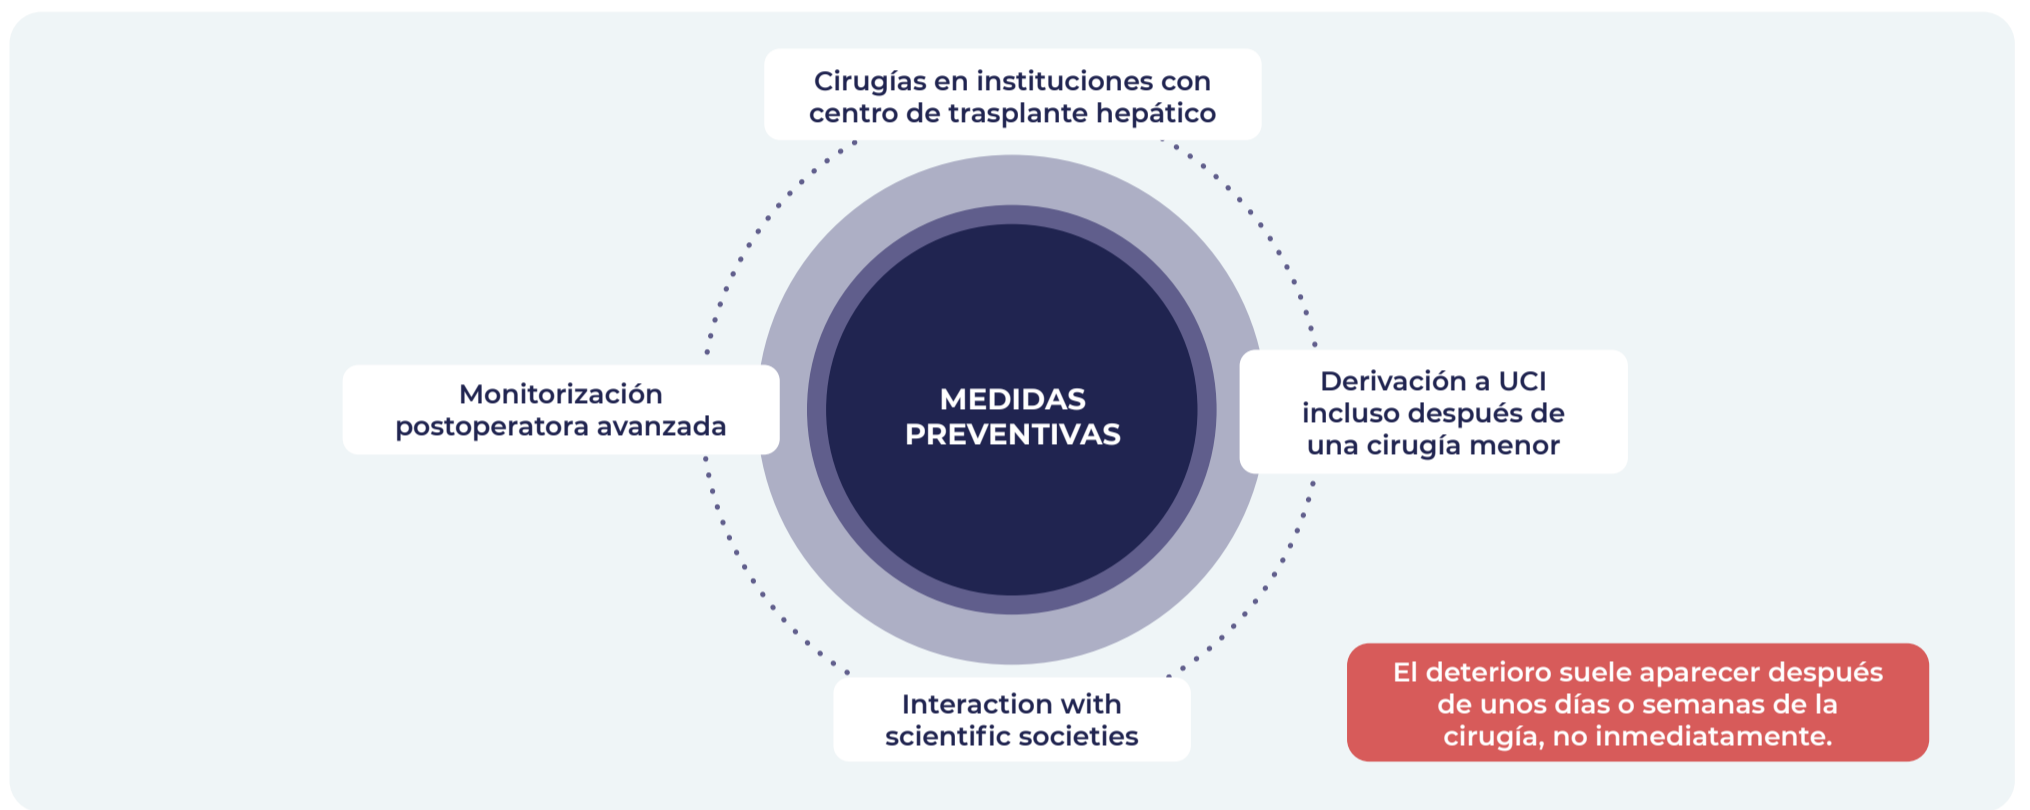 Cirugías en instituciones con
centro de trasplante hepático
Monitorización
postoperatora avanzada
MEDIDAS
PREVENTIVAS
Derivación a UCI
incluso después de
una cirugía menor
Interaction with
scientific societies
El deterioro suele aparecer después
de unos días o semanas de la
cirugía, no inmediatamente.